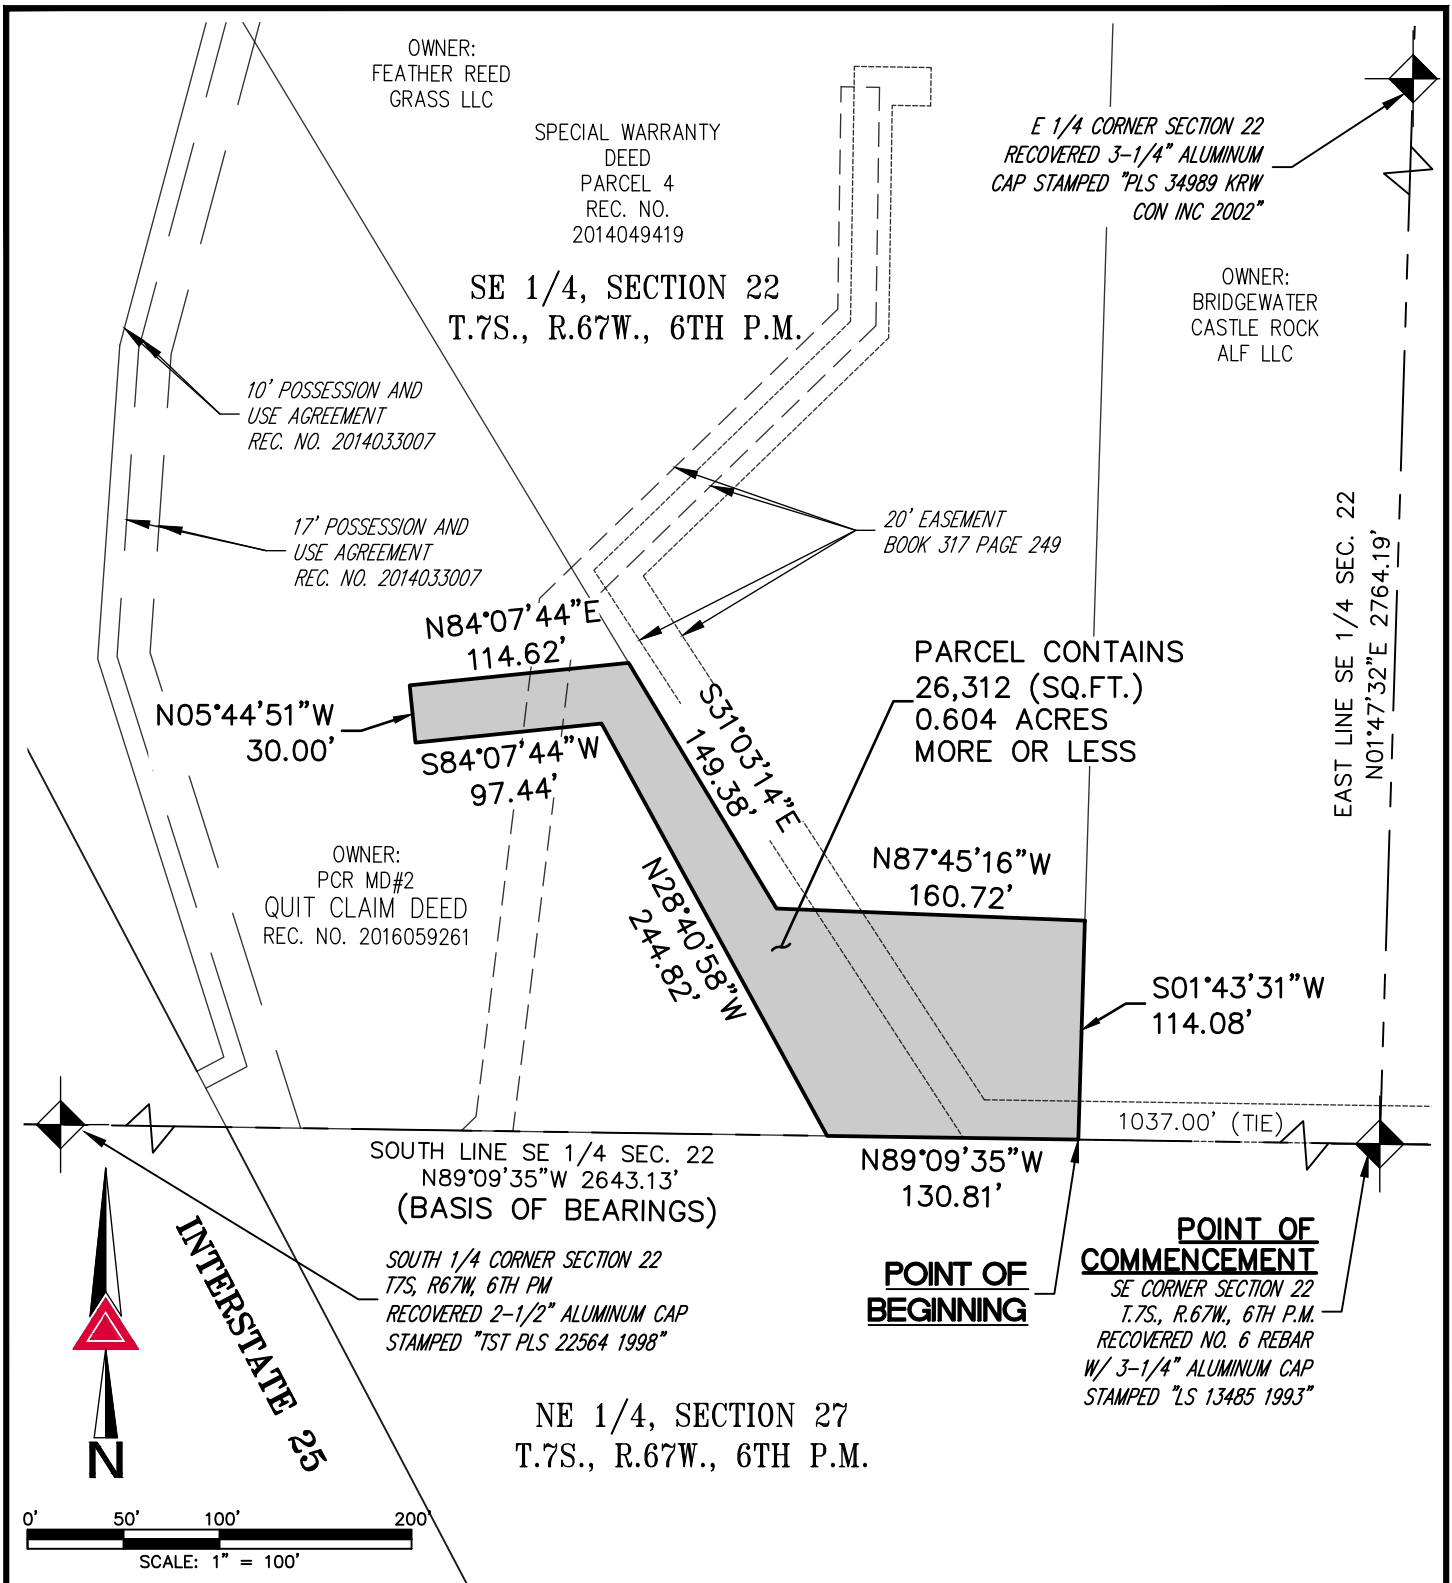 OWNER:
FEATHER REED
GRASS LLC
SPECIAL WARRANTY
DEED
PARCEL 4
REC. NO.
2014049419
SE 1/4, SECTION 22
T.7S., R.67W., 6TH P.M.
E 1/4 CORNER SECTION 22
RECOVERED 3-1/4" ALUMINUM
CAP STAMPED "PLS 34989 KRW
CON INC 2002"
OWNER:
BRIDGEWATER
CASTLE ROCK
ALF LLC
10' POSSESSION AND
USE AGREEMENT
REC. NO. 2014033007
17' POSSESSION AND
USE AGREEMENT
REC. NO. 2014033007
20' EASEMENT
BOOK 317 PAGE 249
EAST LINE SE 1/4 SEC. 22
N01°47'32"E 2764.19'
N84°07'44"E
114.62'
N05°44'51"W
30.00'
S84°07'44"W
97.44'
S31°03'14"E
149.38'
PARCEL CONTAINS
26,312 (SQ.FT.)
0.604 ACRES
MORE OR LESS
N87°45'16"W
160.72'
N28°40'58"W
244.82'
OWNER:
PCR MD#2
QUIT CLAIM DEED
REC. NO. 2016059261
S01°43'31"W
114.08'
1037.00' (TIE)
SOUTH LINE SE 1/4 SEC. 22
N89°09'35"W 2643.13'
(BASIS OF BEARINGS)
N89°09'35"W
130.81'
SOUTH 1/4 CORNER SECTION 22
T7S, R67W, 6TH PM
RECOVERED 2-1/2" ALUMINUM CAP
STAMPED "TST PLS 22564 1998"
POINT OF
BEGINNING
POINT OF
COMMENCEMENT
SE CORNER SECTION 22
T.7S., R.67W., 6TH P.M.
RECOVERED NO. 6 REBAR
W/ 3-1/4" ALUMINUM CAP
STAMPED "LS 13485 1993"
INTERSTATE 25
NE 1/4, SECTION 27
T.7S., R.67W., 6TH P.M.
N
0' 50' 100' 200'
SCALE: 1" = 100'